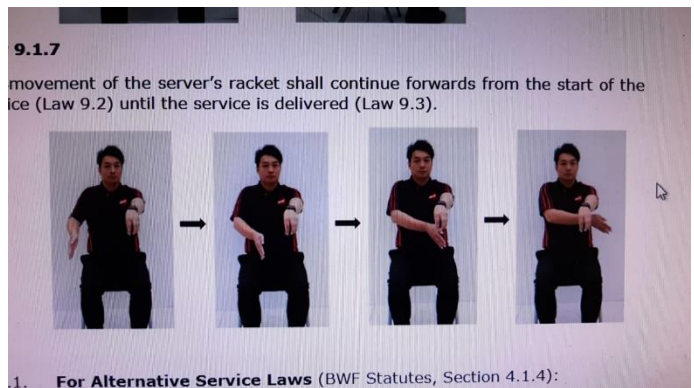 9.1.7
movement of the server's racket shall continue forwards from the start of the
ice (Law 9.2) until the service is delivered (Law 9.3).
.1. For Alternative Service Laws (BWF Statutes, Section 4.1.4):